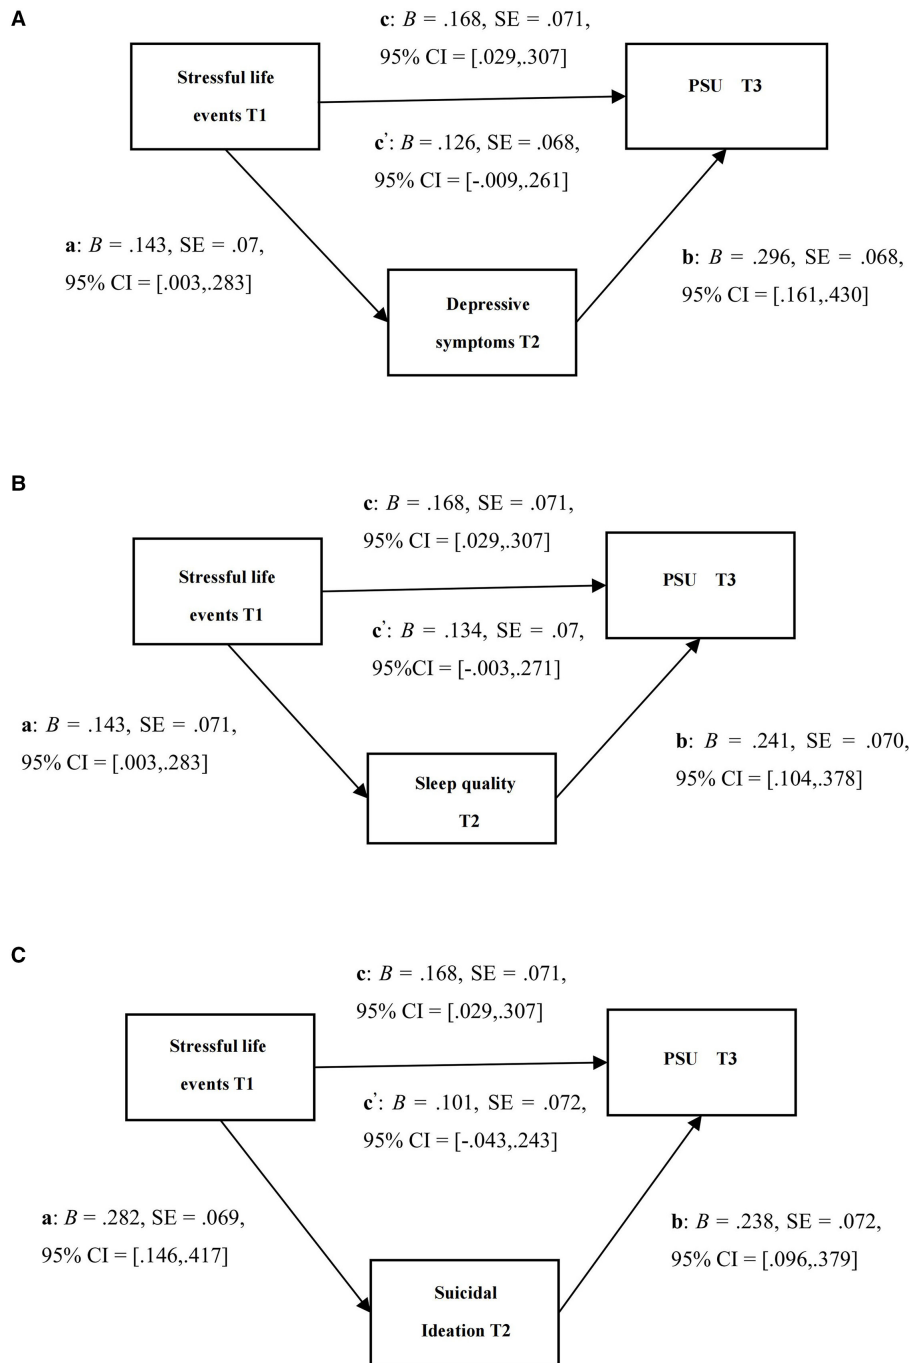 A
c: B = .168, SE = .071,
95% CI = [.029,.307]
Stressful life
events T1
PSU T3
c’: B = .126, SE = .068,
95% CI = [-.009,.261]
a: B = .143, SE = .07,
95% CI = [.003,.283]
b: B = .296, SE = .068,
95% CI = [.161,.430]
Depressive
symptoms T2
B
c: B = .168, SE = .071,
95% CI = [.029,.307]
Stressful life
events T1
PSU T3
c’: B = .134, SE = .07,
95%CI = [-.003,.271]
a: B = .143, SE = .071,
95% CI = [.003,.283]
b: B = .241, SE = .070,
95% CI = [.104,.378]
Sleep quality
T2
C
c: B = .168, SE = .071,
95% CI = [.029,.307]
Stressful life
events T1
PSU T3
c’: B = .101, SE = .072,
95% CI = [-.043,.243]
a: B = .282, SE = .069,
95% CI = [.146,.417]
b: B = .238, SE = .072,
95% CI = [.096,.379]
Suicidal
Ideation T2